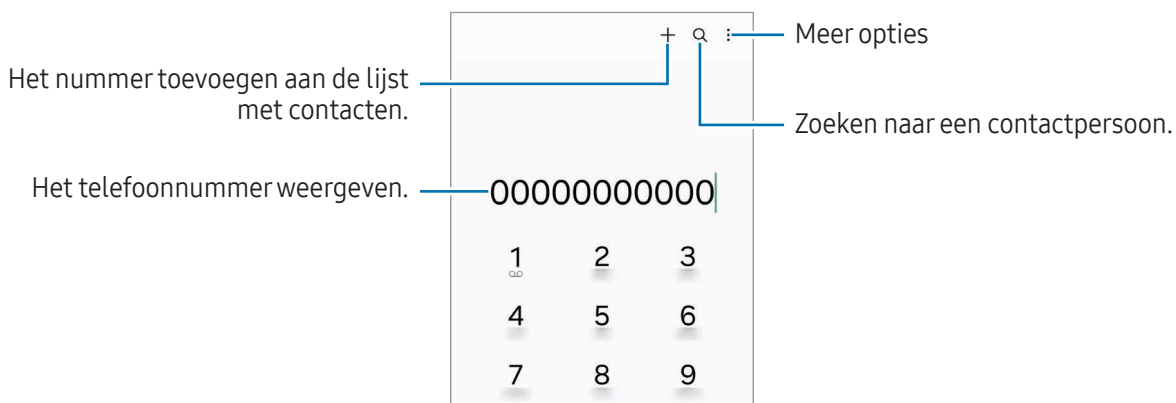 Meer opties
Het nummer toevoegen aan de lijst
met contacten.
Zoeken naar een contactpersoon.
Het telefoonnummer weergeven.
00000000000
1 2 3
4 5 6
7 8 9